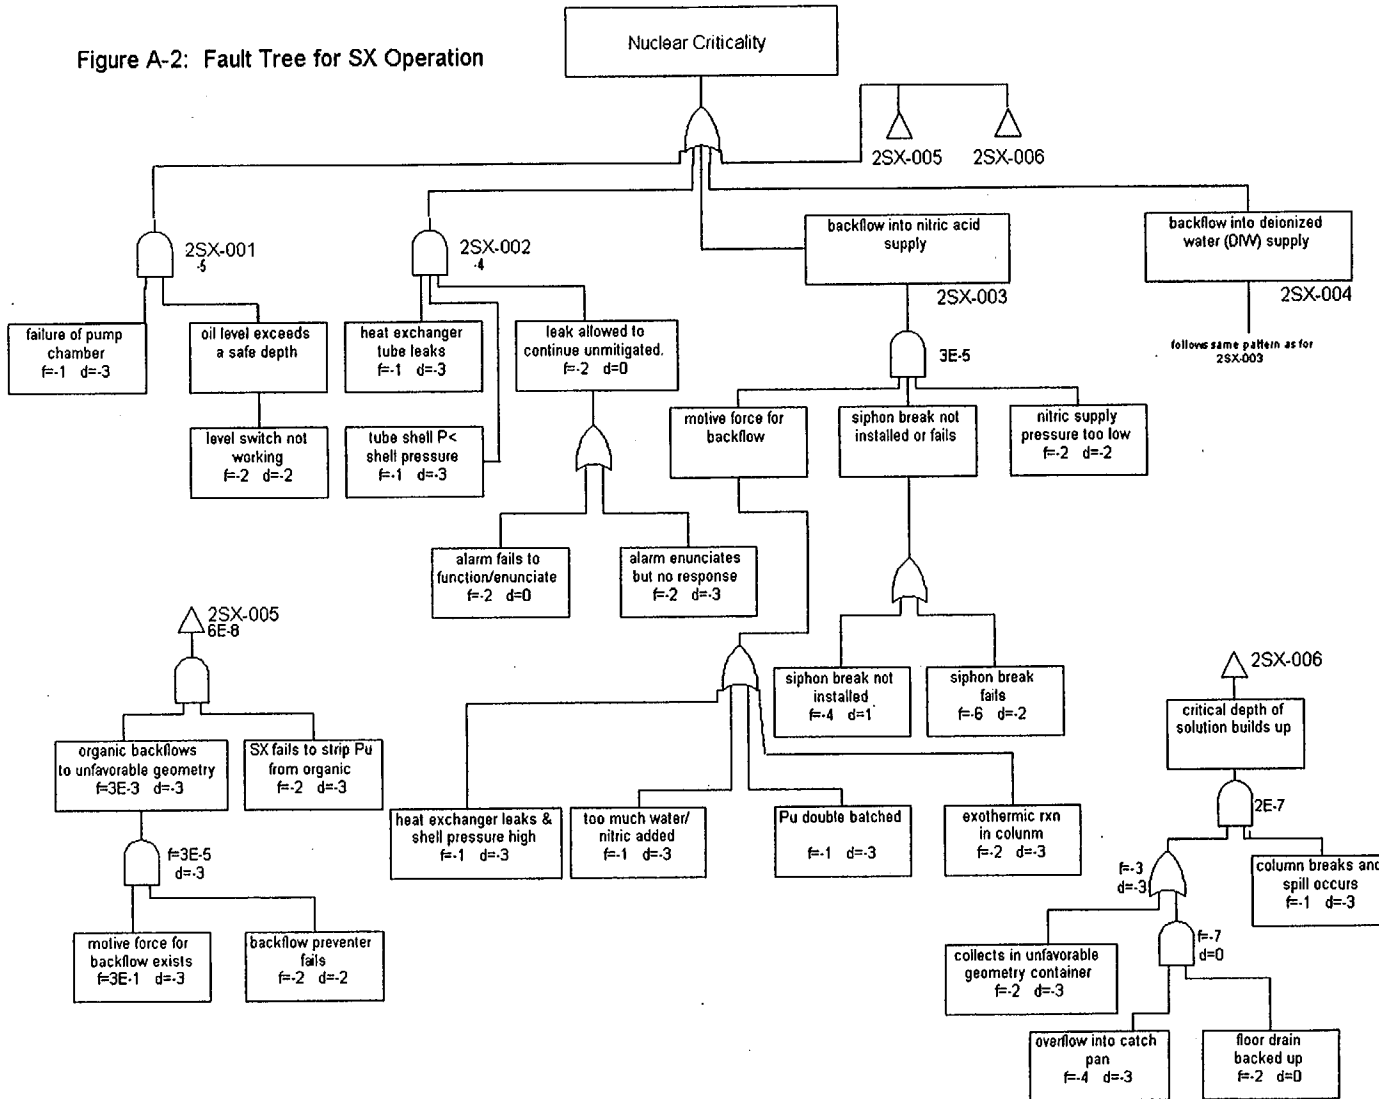 Figure A-2: Fault Tree for SX Operation
Nuclear Criticality
2SX-005
2SX-006
2SX-001
-5
failure of pump
chamber
f=-1 d=-3
oil level exceeds
a safe depth
level switch not
working
f=-2 d=-2
2SX-002
-4
heat exchanger
tube leaks
f=-1 d=-3
tube shell P<
shell pressure
f=-1 d=-3
leak allowed to
continue unmitigated.
f=-2 d=0
alarm fails to
function/enunciate
f=-2 d=0
alarm enunciates
but no response
f=-2 d=-3
backflow into nitric acid
supply
2SX-003
3E-5
motive force for
backflow
siphon break not
installed or fails
nitric supply
pressure too low
f=-2 d=-2
siphon break not
installed
f=-4 d=1
siphon break
fails
f=-6 d=-2
heat exchanger leaks &
shell pressure high
f=-1 d=-3
too much water/
nitric added
f=-1 d=-3
Pu double batched
f=-1 d=-3
exothermic rxn
in column
f=-2 d=-3
backflow into deionized
water (DIW) supply
2SX-004
follows same pattern as for
2SX-003
2SX-005
6E-8
organic backflows
to unfavorable geometry
f=3E-3 d=-3
SX fails to strip Pu
from organic
f=-2 d=-3
f=3E-5
d=-3
motive force for
backflow exists
f=3E-1 d=-3
backflow preventer
fails
f=-2 d=-2
2SX-006
critical depth of
solution builds up
2E-7
f=-3
d=-3
column breaks and
spill occurs
f=-1 d=-3
f=-7
d=0
collects in unfavorable
geometry container
f=-2 d=-3
overflow into catch
pan
f=-4 d=-3
floor drain
backed up
f=-2 d=0